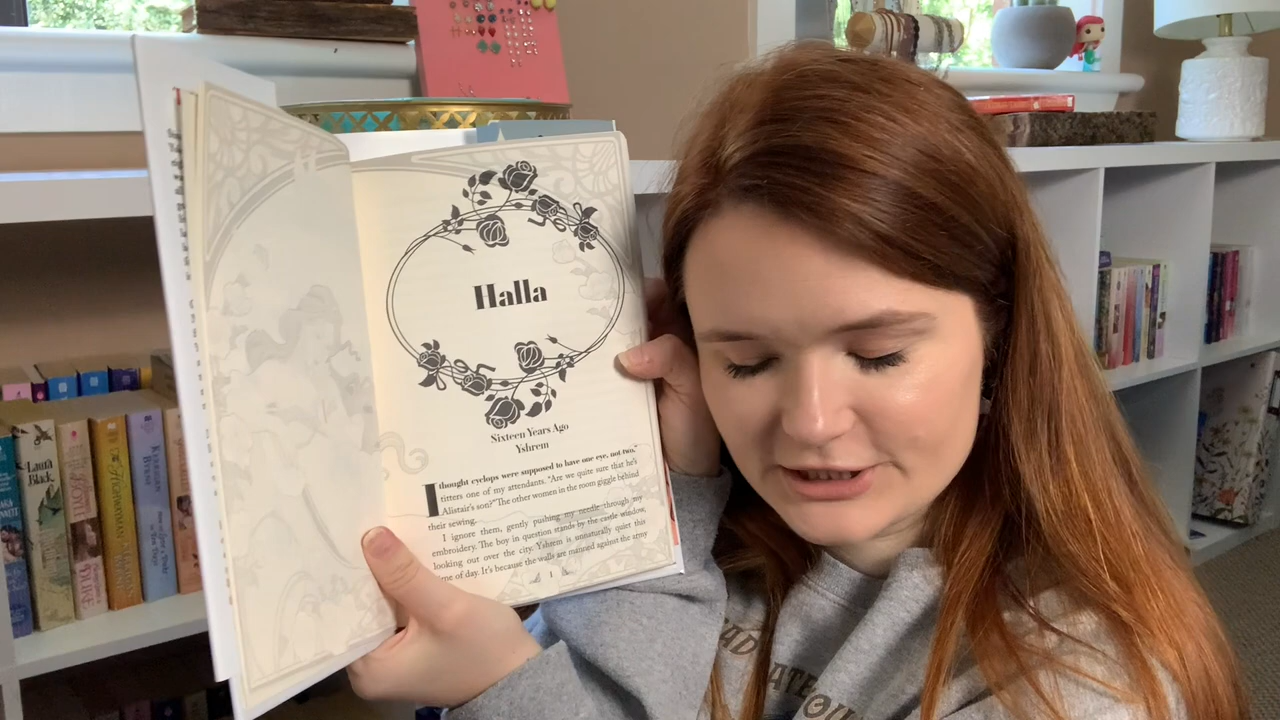 Halla
Sixteen Years Ago
Yshrem
I thought cyclops were supposed to have one eye, not two,"
titters one of my attendants. "Are we quite sure that he's
Alistair's son?" The other women in the room giggle behind
their sewing.
I ignore them, gently pushing my needle through my
embroidery. The boy in question stands by the castle window,
looking out over the city. Yshrem is unnaturally quiet this
time of day. It's because the walls are manned against the army
1
Laura
Black